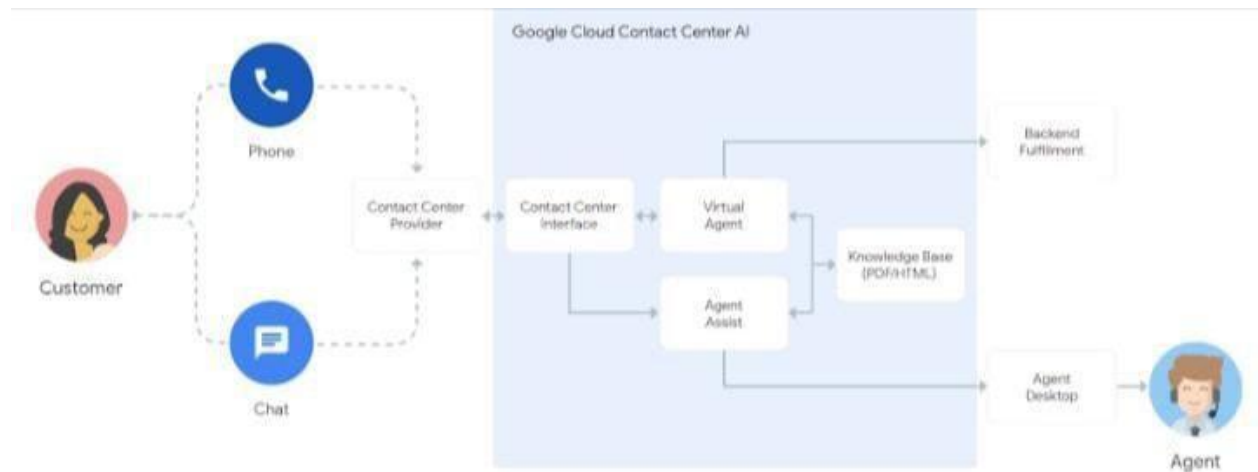 Google Cloud Contact Center AI
Phone
Customer
Chat
Contact Center
Provider
Contact Center
Interface
Virtual
Agent
Agent
Assist
Knowledge Base
(PDF/HTML)
Backend
Fulfillment
Agent
Desktop
Agent